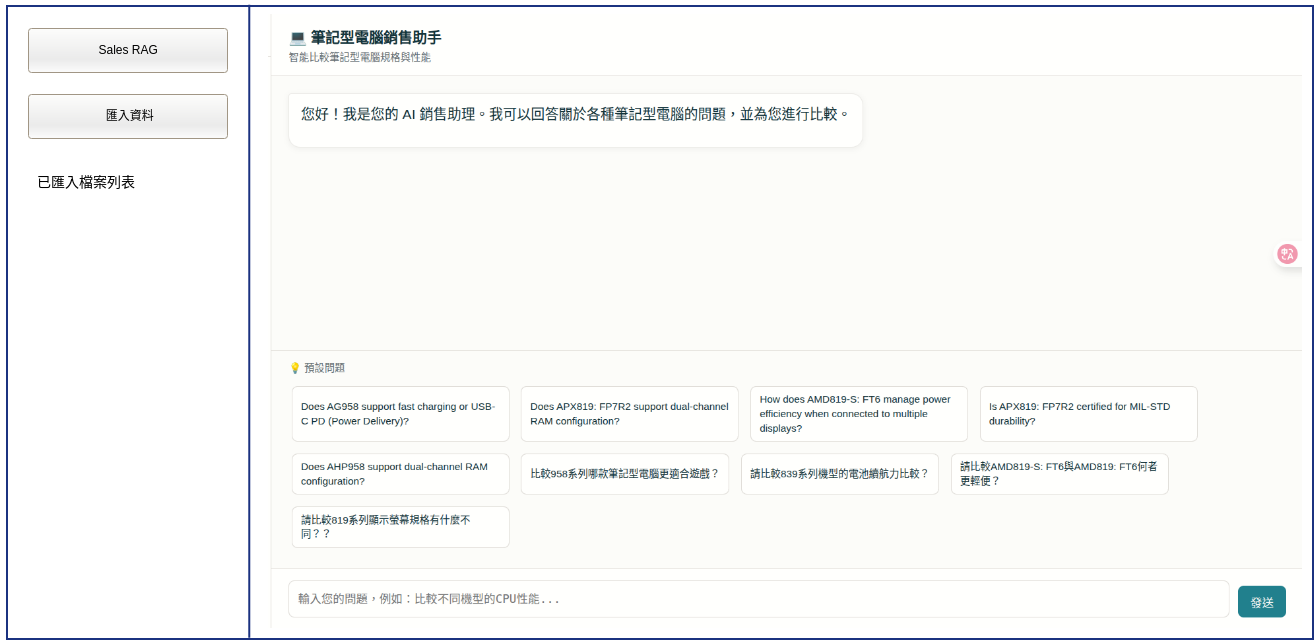 Sales RAG
匯入資料
已匯入檔案列表
💻 筆記型電腦銷售助手
智能比較筆記型電腦規格與性能
您好！我是您的 AI 銷售助理。我可以回答關於各種筆記型電腦的問題，並為您進行比較。
💡 預設問題
Does AG958 support fast charging or USB-
C PD (Power Delivery)?
Does APX819: FP7R2 support dual-channel
RAM configuration?
How does AMD819-S: FT6 manage power
efficiency when connected to multiple
displays?
Is APX819: FP7R2 certified for MIL-STD
durability?
Does AHP958 support dual-channel RAM
configuration?
比較958系列哪款筆記型電腦更適合遊戲？
請比較839系列機型的電池續航力比較？
請比較AMD819-S: FT6與AMD819: FT6何者
更輕便？
請比較819系列顯示螢幕規格有什麼不
同？？
輸入您的問題，例如：比較不同機型的CPU性能...
發送